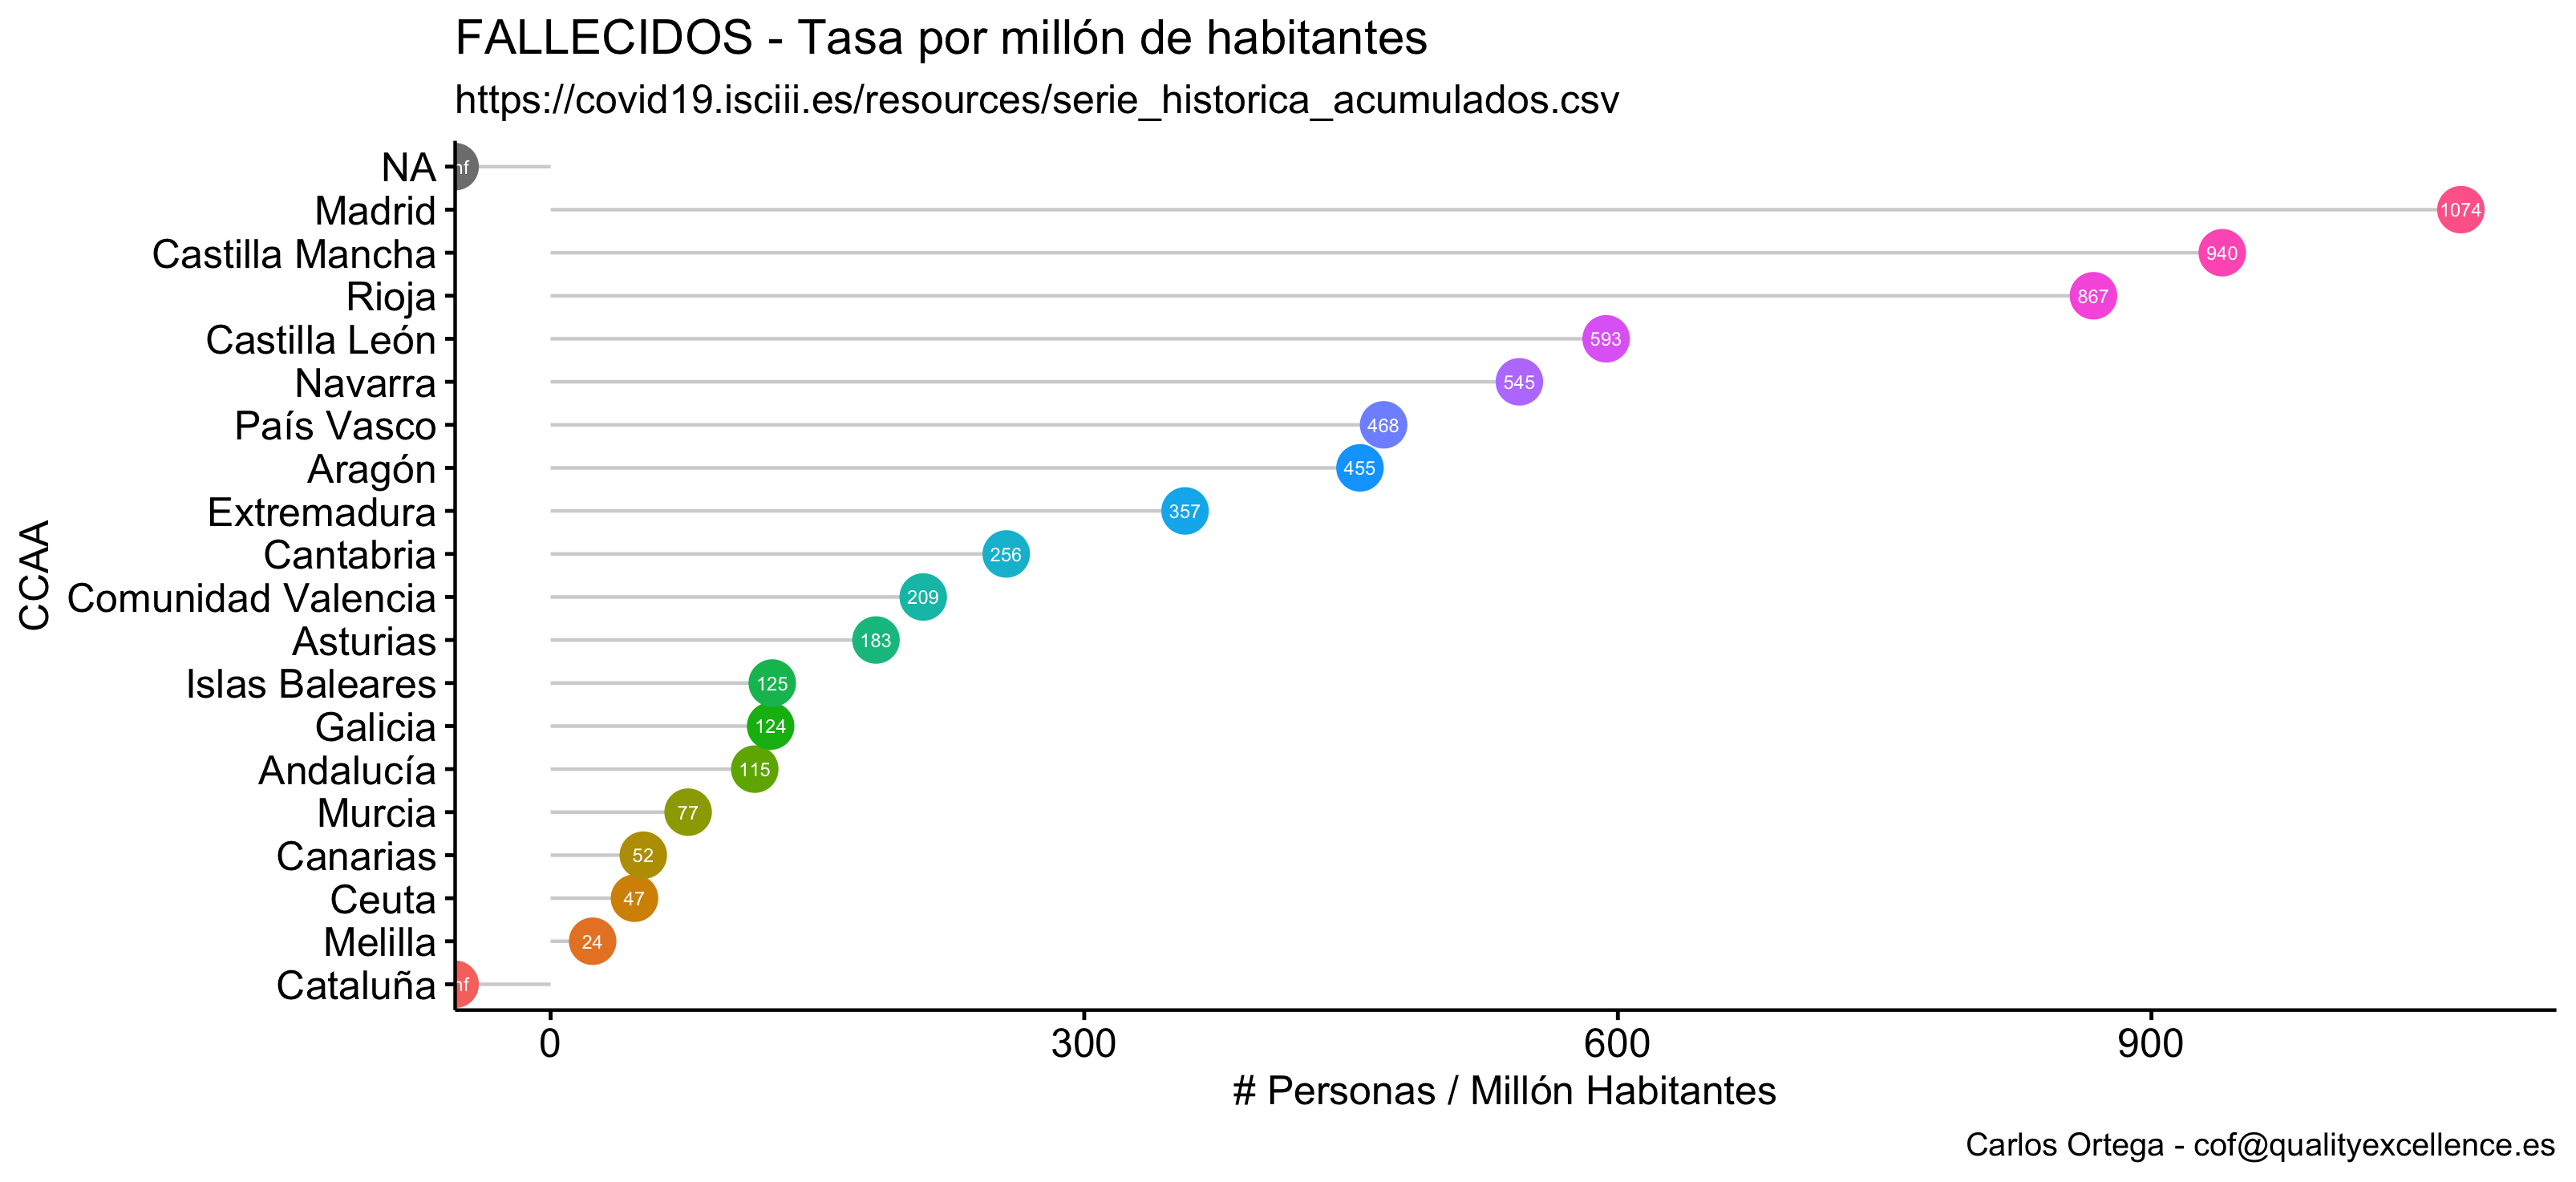 FALLECIDOS - Tasa por millón de habitantes
https://covid19.isciii.es/resources/serie_historica_acumulados.csv
CCAA
NA nf
Madrid 1074
Castilla Mancha 940
Rioja 867
Castilla León 593
Navarra 545
País Vasco 468
Aragón 455
Extremadura 357
Cantabria 256
Comunidad Valencia 209
Asturias 183
Islas Baleares 125
Galicia 124
Andalucía 115
Murcia 77
Canarias 52
Ceuta 47
Melilla 24
Cataluña nf
0 300 600 900
# Personas / Millón Habitantes
Carlos Ortega - cof@qualityexcellence.es